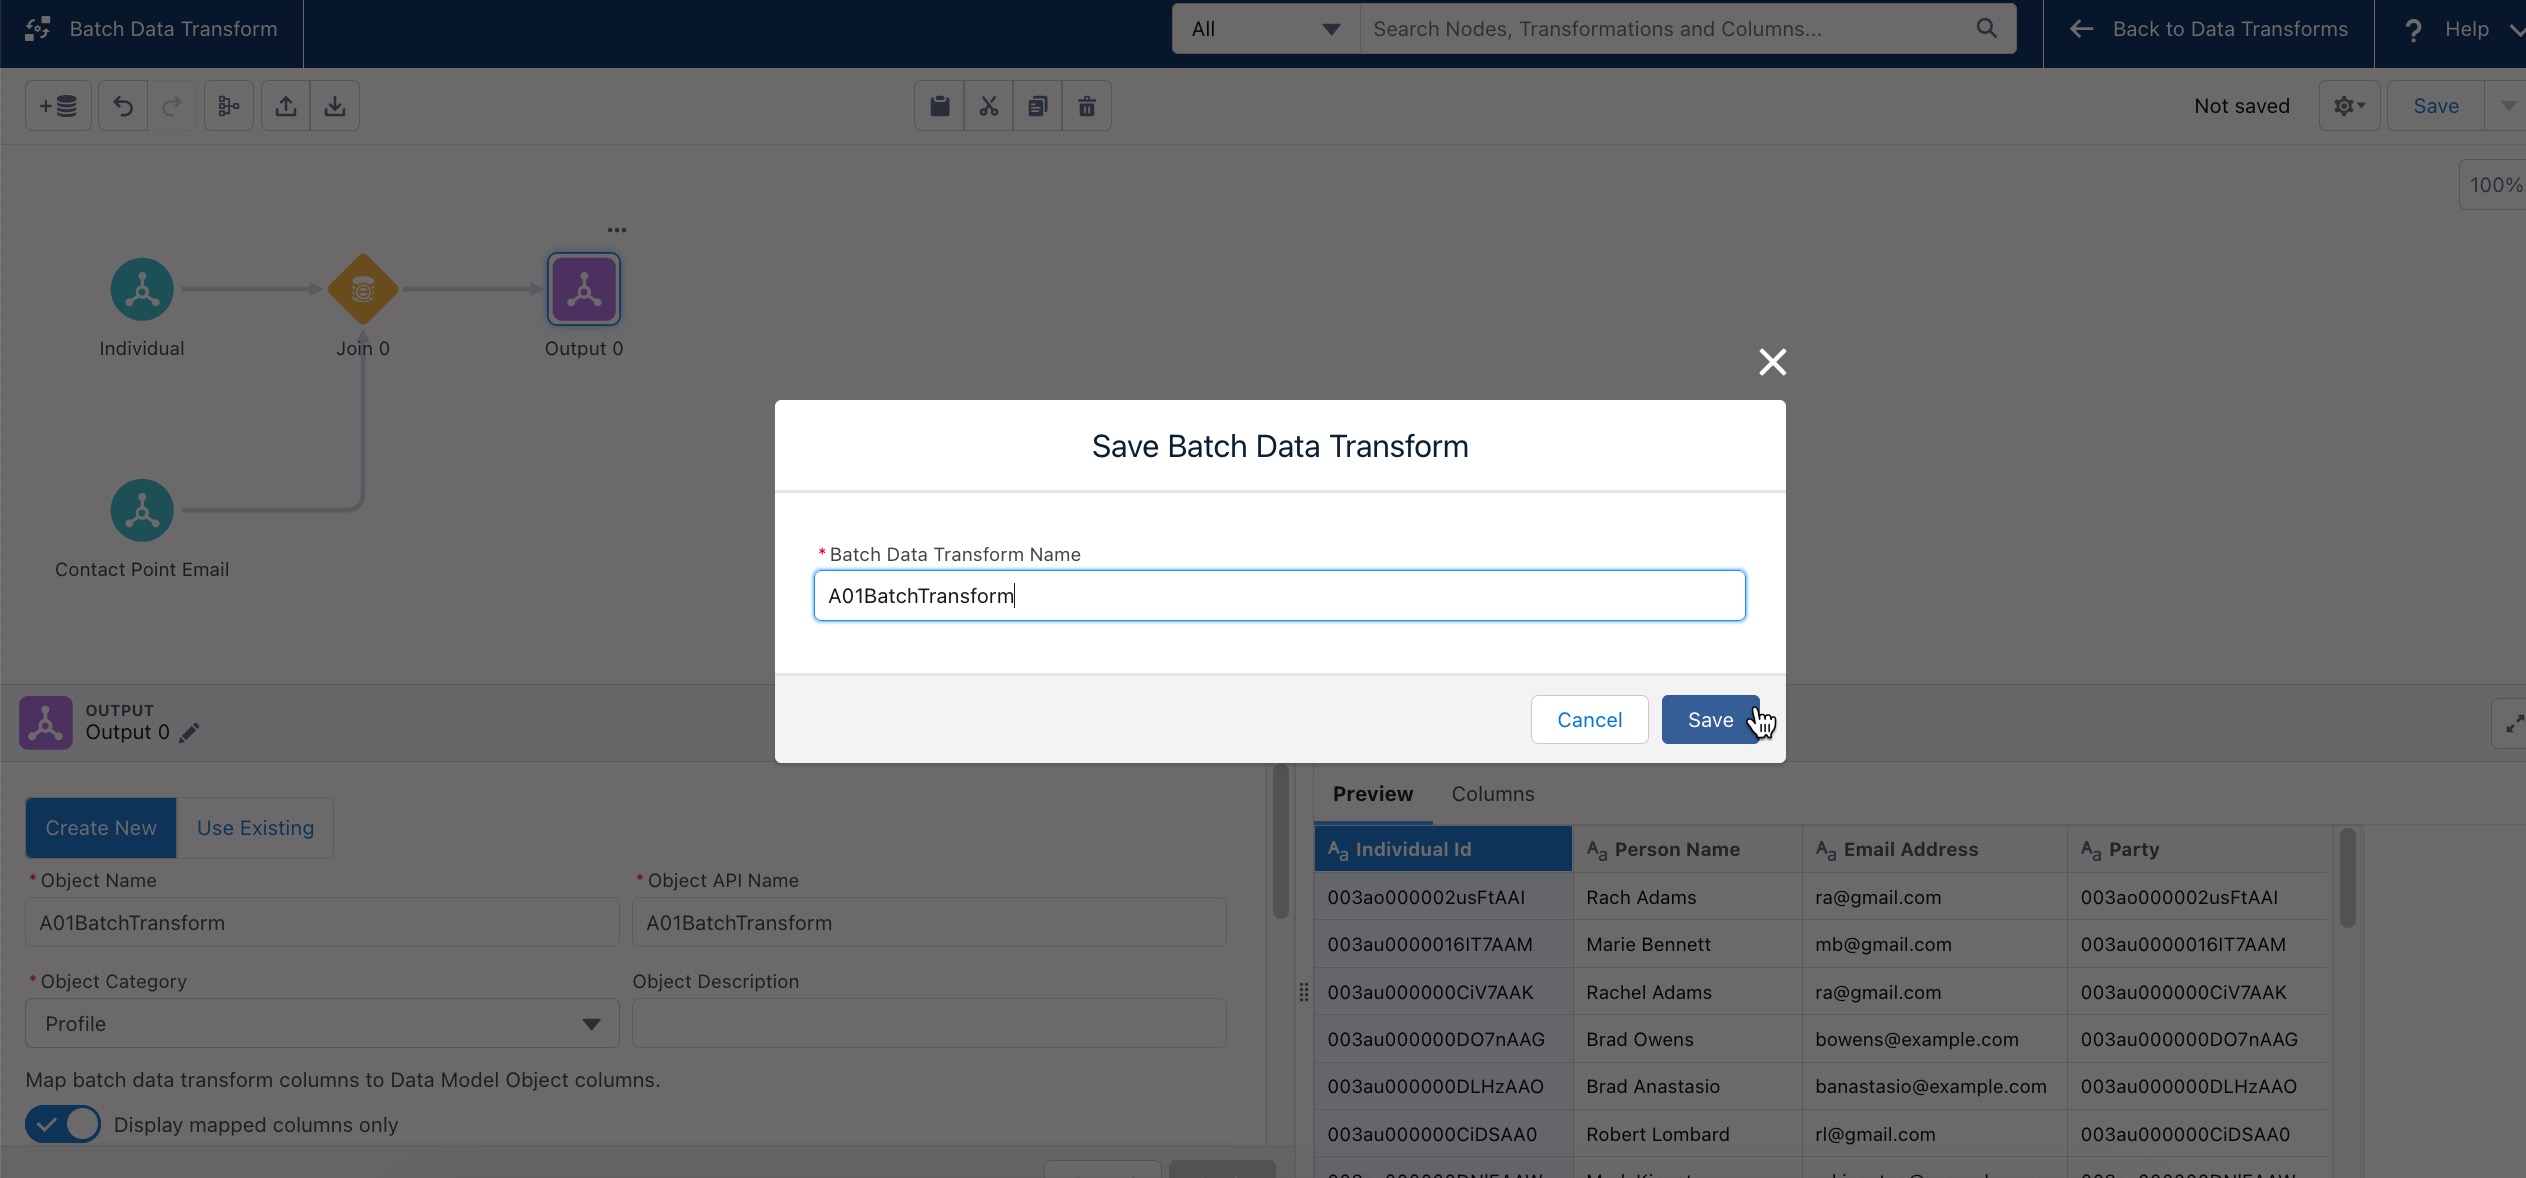 Batch Data Transform
All
Search Nodes, Transformations and Columns...
Back to Data Transforms
? Help
Not saved
Save
100%
Individual
Join 0
Output 0
Contact Point Email
Save Batch Data Transform
* Batch Data Transform Name
A01BatchTransform
Cancel
Save
OUTPUT
Output 0
Create New
Use Existing
* Object Name
* Object API Name
A01BatchTransform
A01BatchTransform
* Object Category
Object Description
Profile
Map batch data transform columns to Data Model Object columns.
Display mapped columns only
Preview Columns
Aa Individual Id Aa Person Name Aa Email Address Aa Party
003ao000002usFtAAI Rach Adams ra@gmail.com 003ao000002usFtAAI
003au0000016IT7AAM Marie Bennett mb@gmail.com 003au0000016IT7AAM
003au000000CiV7AAK Rachel Adams ra@gmail.com 003au000000CiV7AAK
003au000000DO7nAAG Brad Owens bowens@example.com 003au000000DO7nAAG
003au000000DLHzAAO Brad Anastasio banastasio@example.com 003au000000DLHzAAO
003au000000CiDSAA0 Robert Lombard rl@gmail.com 003au000000CiDSAA0